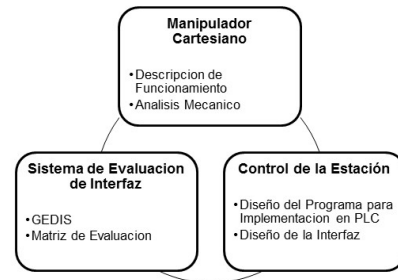 Manipulador
Cartesiano
•Descripcion de
Funcionamiento
•Analisis Mecanico
Sistema de Evaluacion
de Interfaz
•GEDIS
•Matriz de Evaluacion
Control de la Estación
•Diseño del Programa para
Implementacion en PLC
•Diseño de la Interfaz